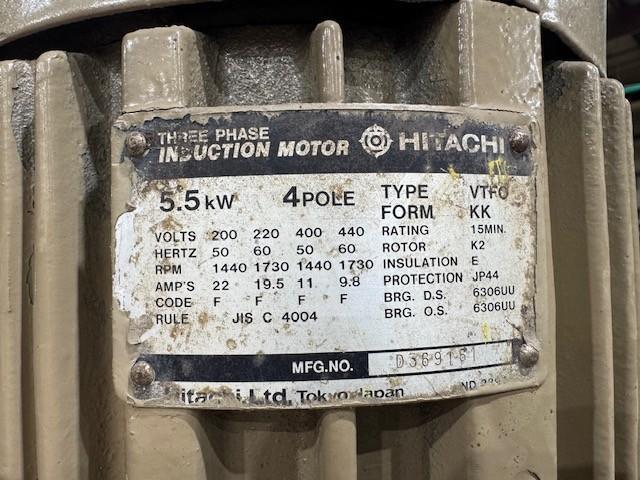 THREE PHASE
INDUCTION MOTOR HITACHI
5.5 kW 4 POLE TYPE VTFO
FORM KK
VOLTS 200 220 400 440 RATING 15MIN.
HERTZ 50 60 50 60 ROTOR K2
RPM 1440 1730 1440 1730 INSULATION E
AMP'S 22 19.5 11 9.8 PROTECTION JP44
CODE F F F F BRG. D.S. 6306UU
RULE JIS C 4004 BRG. O.S. 6306UU
MFG.NO. D369161
Hitachi, Ltd. Tokyo Japan